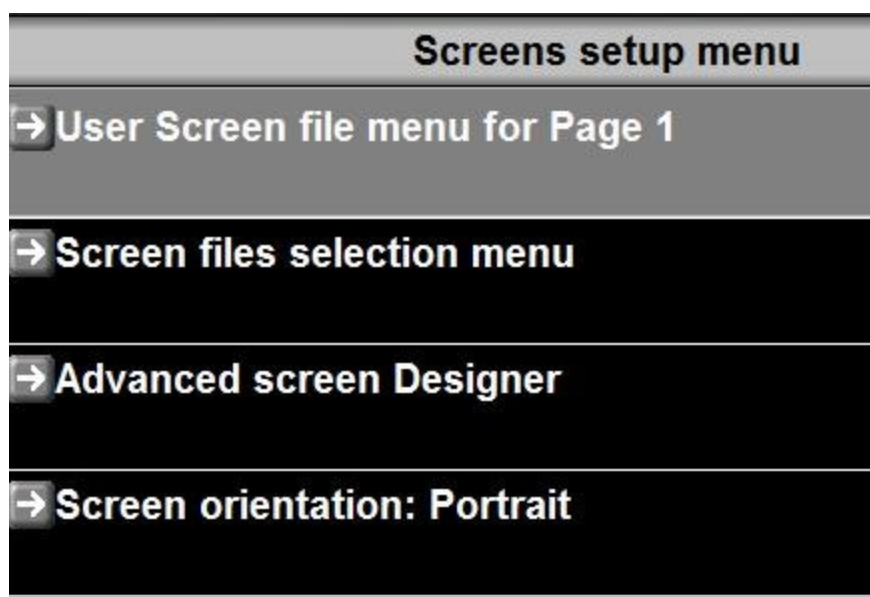 Screens setup menu
User Screen file menu for Page 1
Screen files selection menu
Advanced screen Designer
Screen orientation: Portrait